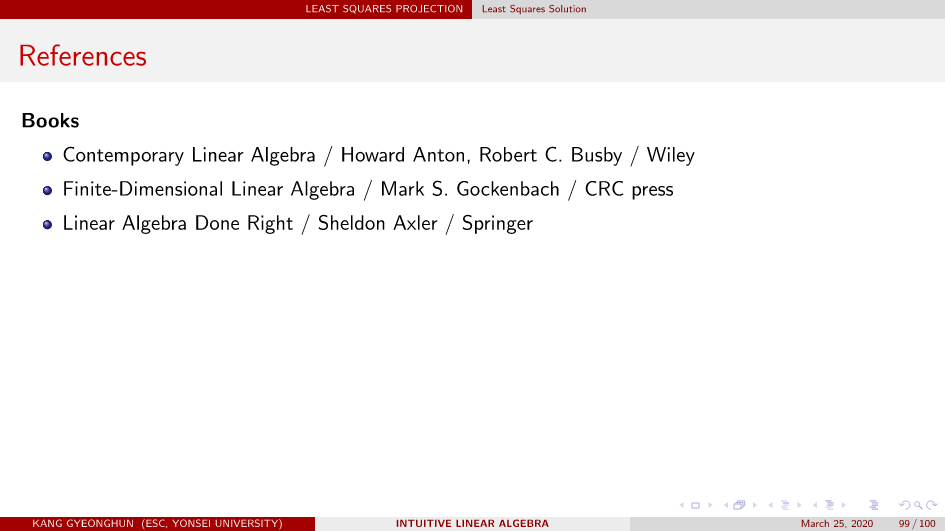 LEAST SQUARES PROJECTION Least Squares Solution
References
Books
Contemporary Linear Algebra / Howard Anton, Robert C. Busby / Wiley
Finite-Dimensional Linear Algebra / Mark S. Gockenbach / CRC press
Linear Algebra Done Right / Sheldon Axler / Springer
KANG GYEONGHUN (ESC, YONSEI UNIVERSITY) INTUITIVE LINEAR ALGEBRA March 25, 2020 99 / 100